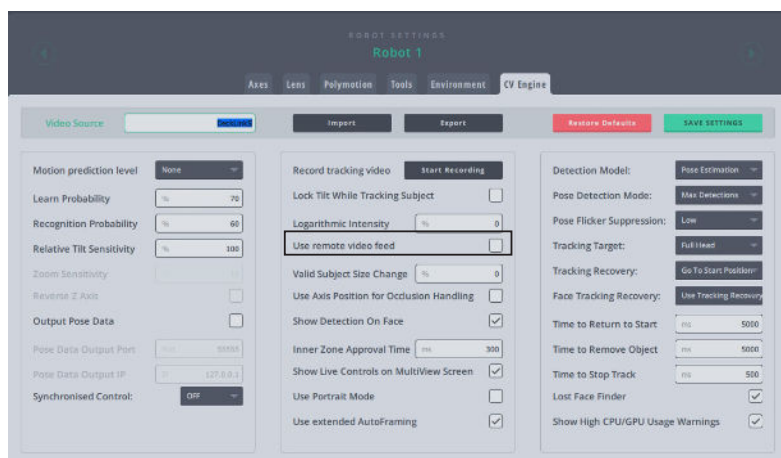 ROBOT SETTINGS
Robot 1
Axes Lens Polymotion Tools Environment CV Engine
Video Source Import Export Restore Defaults SAVE SETTINGS
Motion prediction level None
Learn Probability % 70
Recognition Probability % 60
Relative Tilt Sensitivity % 100
Zoom Sensitivity
Reverse Z Axis
Output Pose Data
Pose Data Output Port
Pose Data Output IP 127.0.0.1
Synchronised Control: OFF
Record tracking video Start Recording
Lock Tilt While Tracking Subject
Logarithmic Intensity % 0
Use remote video feed
Valid Subject Size Change % 0
Use Axis Position for Occlusion Handling
Show Detection On Face
Inner Zone Approval Time ms 300
Show Live Controls on MultiView Screen
Use Portrait Mode
Use extended AutoFraming
Detection Model: Pose Estimation
Pose Detection Mode: Max Detections
Pose Flicker Suppression: Low
Tracking Target: Full Head
Tracking Recovery: Go To Start Position
Face Tracking Recovery: Use Tracking Recovery
Time to Return to Start ms 5000
Time to Remove Object ms 5000
Time to Stop Track ms 500
Lost Face Finder
Show High CPU/GPU Usage Warnings